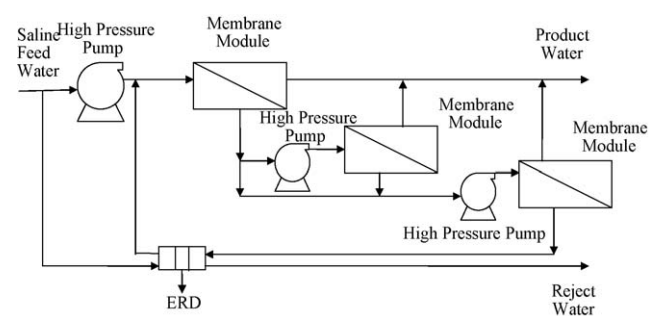 Saline
Feed
Water
High Pressure
Pump
Membrane
Module
Product
Water
High Pressure
Pump
Membrane
Module
Membrane
Module
High Pressure Pump
ERD
Reject
Water